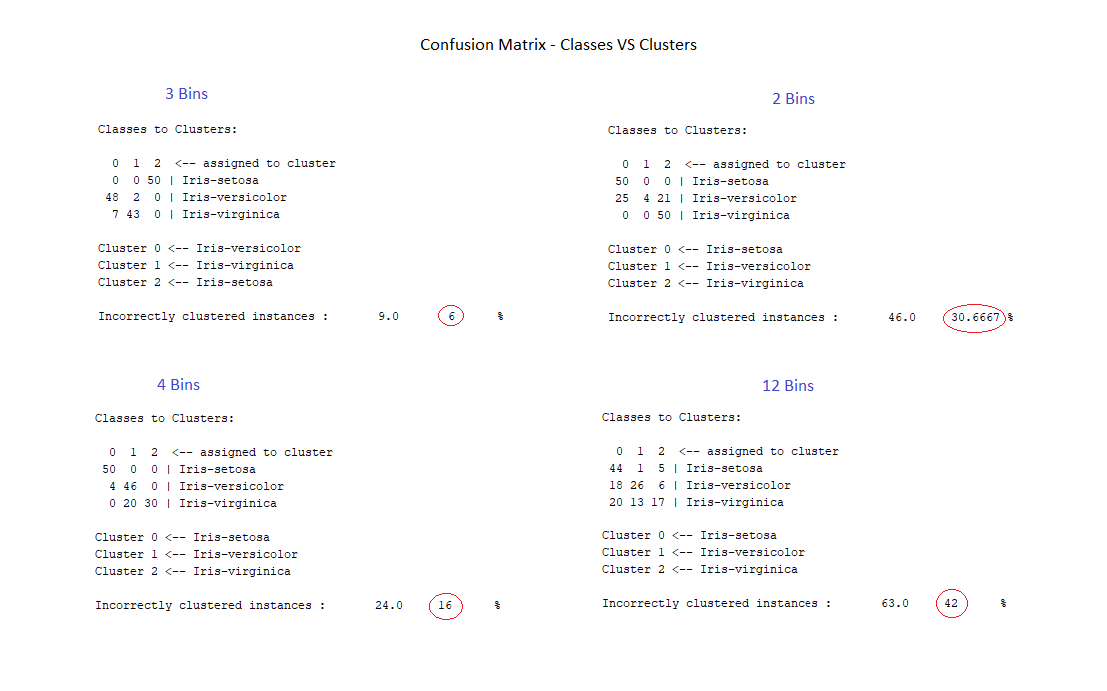 Confusion Matrix - Classes VS Clusters
3 Bins
Classes to Clusters:
0 1 2 <-- assigned to cluster
0 0 50 | Iris-setosa
48 2 0 | Iris-versicolor
7 43 0 | Iris-virginica
Cluster 0 <-- Iris-versicolor
Cluster 1 <-- Iris-virginica
Cluster 2 <-- Iris-setosa
Incorrectly clustered instances : 9.0 6 %
2 Bins
Classes to Clusters:
0 1 2 <-- assigned to cluster
50 0 0 | Iris-setosa
25 4 21 | Iris-versicolor
0 0 50 | Iris-virginica
Cluster 0 <-- Iris-setosa
Cluster 1 <-- Iris-versicolor
Cluster 2 <-- Iris-virginica
Incorrectly clustered instances : 46.0 30.6667 %
4 Bins
Classes to Clusters:
0 1 2 <-- assigned to cluster
50 0 0 | Iris-setosa
4 46 0 | Iris-versicolor
0 20 30 | Iris-virginica
Cluster 0 <-- Iris-setosa
Cluster 1 <-- Iris-versicolor
Cluster 2 <-- Iris-virginica
Incorrectly clustered instances : 24.0 16 %
12 Bins
Classes to Clusters:
0 1 2 <-- assigned to cluster
44 1 5 | Iris-setosa
18 26 6 | Iris-versicolor
20 13 17 | Iris-virginica
Cluster 0 <-- Iris-setosa
Cluster 1 <-- Iris-versicolor
Cluster 2 <-- Iris-virginica
Incorrectly clustered instances : 63.0 42 %